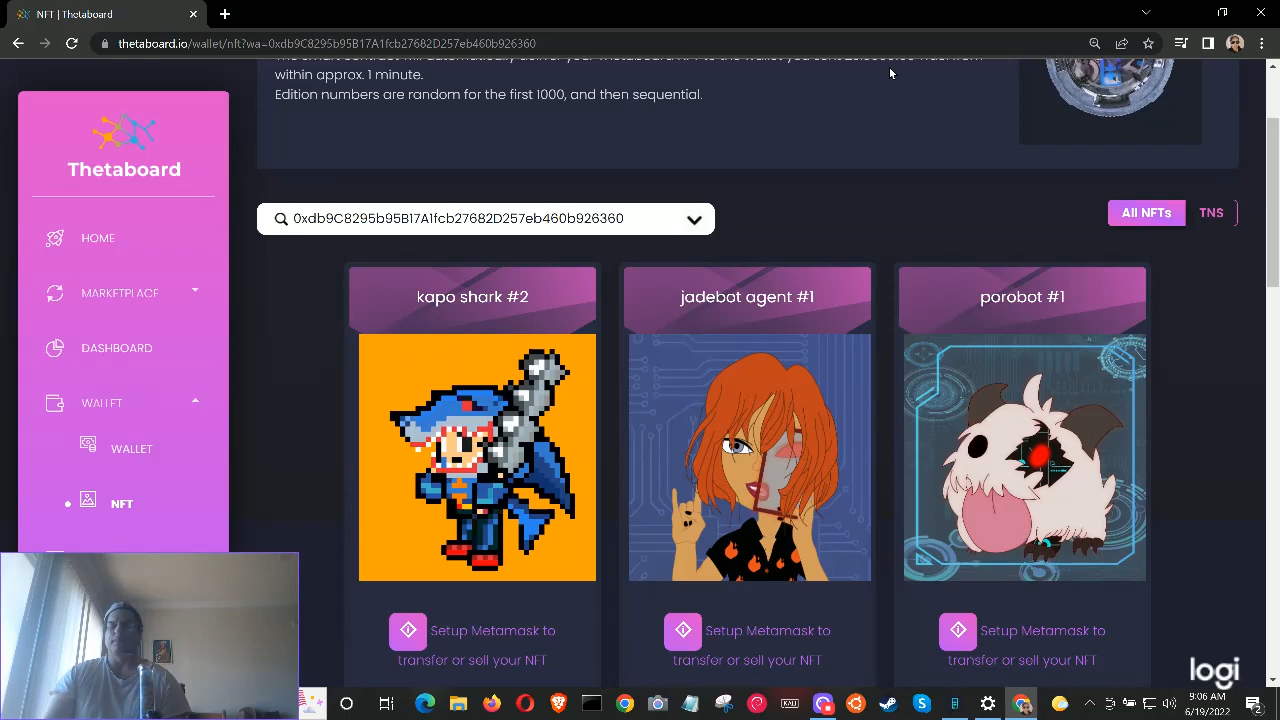 NFT | Thetaboard
thetaboard.io/wallet/nft?wa=0xdb9C8295b95B17A1fcb27682D257eb460b926360
within approx. 1 minute.
Edition numbers are random for the first 1000, and then sequential.
Thetaboard
HOME
MARKETPLACE
DASHBOARD
WALLET
WALLET
NFT
0xdb9C8295b95B17A1fcb27682D257eb460b926360
All NFTs
TNS
kapo shark #2
jadebot agent #1
porobot #1
Setup Metamask to
transfer or sell your NFT
Setup Metamask to
transfer or sell your NFT
Setup Metamask to
transfer or sell your NFT
logi
9:06 AM
6/19/2022